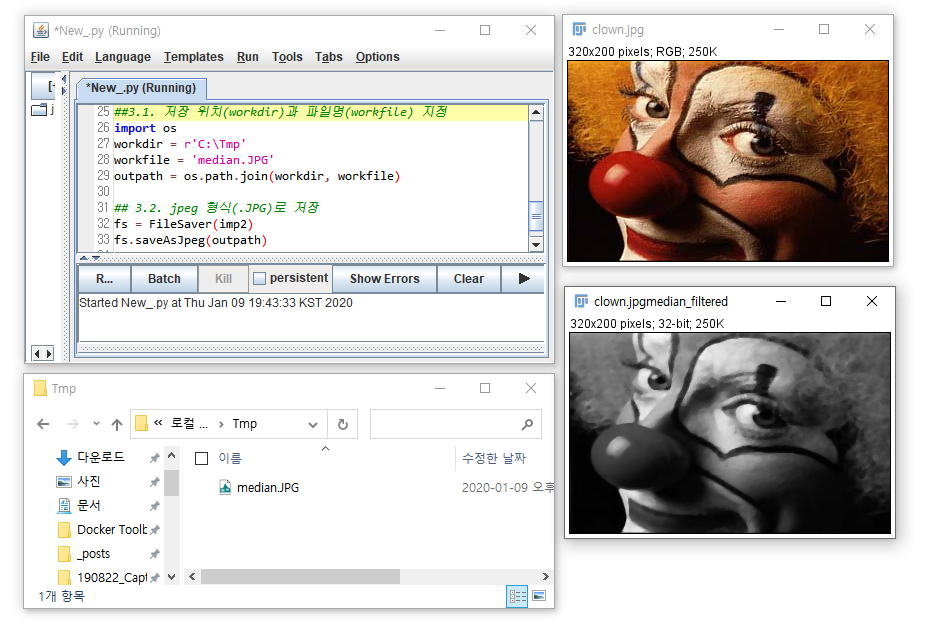 *New_.py (Running)
File Edit Language Templates Run Tools Tabs Options
*New_.py (Running)
25 ##3.1. 저장 위치(workdir)과 파일명(workfile) 지정
26 import os
27 workdir = r'C:\Tmp'
28 workfile = 'median.JPG'
29 outpath = os.path.join(workdir, workfile)
30
31 ## 3.2. jpeg 형식(.JPG)로 저장
32 fs = FileSaver(imp2)
33 fs.saveAsJpeg(outpath)
R... Batch Kill persistent Show Errors Clear
Started New_.py at Thu Jan 09 19:43:33 KST 2020
clown.jpg
320x200 pixels; RGB; 250K
clown.jpgmedian_filtered
320x200 pixels; 32-bit; 250K
Tmp
« 로컬 ... › Tmp
다운로드
사진
문서
Docker Toolb
_posts
190822_Capt
이름 수정한 날짜
median.JPG 2020-01-09 오후
1개 항목